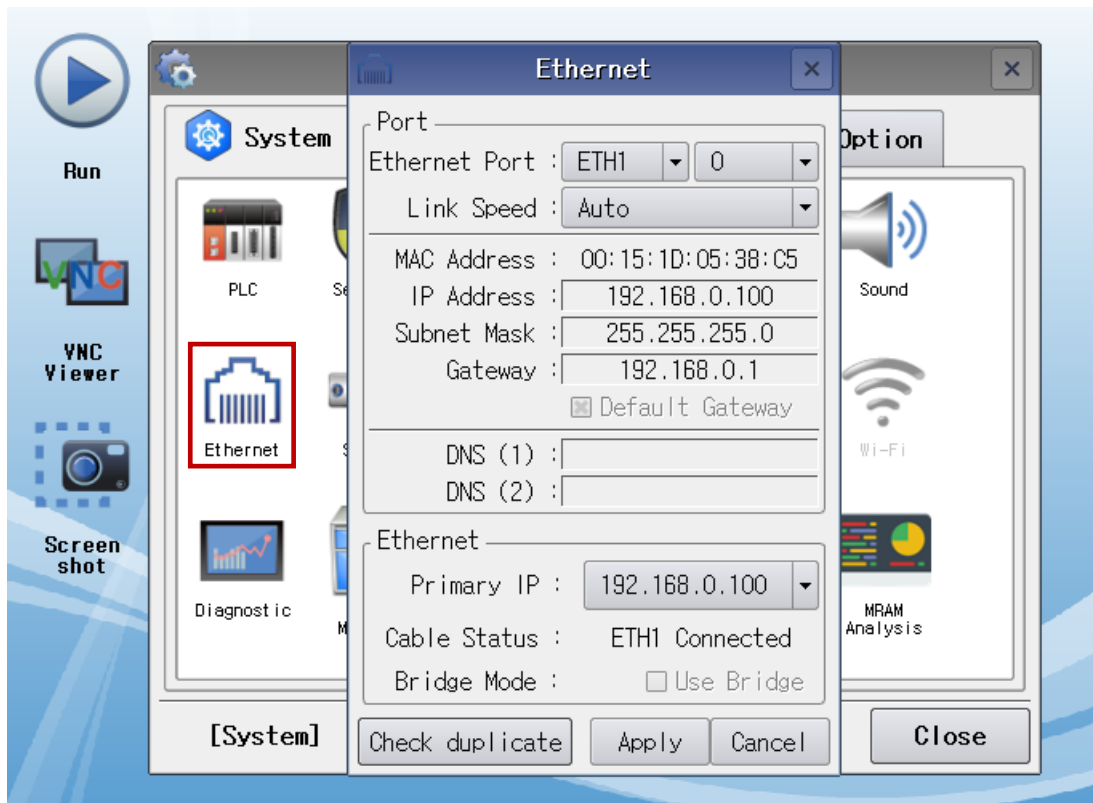 Run
VNC
VNC
Viewer
Screen
shot
System
Option
PLC
Se
Sound
Ethernet
S
Wi-Fi
Diagnostic
M
MRAM
Analysis
[System]
Close
Ethernet
Port
Ethernet Port : ETH1 0
Link Speed : Auto
MAC Address : 00:15:1D:05:38:C5
IP Address : 192.168.0.100
Subnet Mask : 255.255.255.0
Gateway : 192.168.0.1
Default Gateway
DNS (1) :
DNS (2) :
Ethernet
Primary IP : 192.168.0.100
Cable Status : ETH1 Connected
Bridge Mode : Use Bridge
Check duplicate Apply Cancel